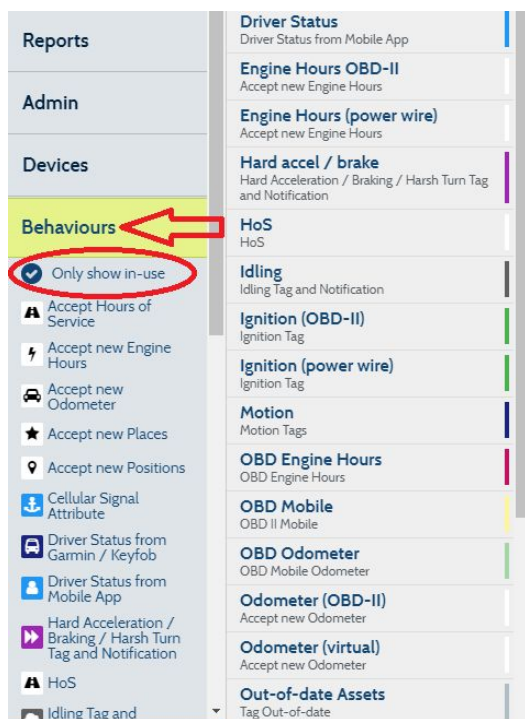 Reports
Admin
Devices
Behaviours
Only show in-use
Accept Hours of
Service
Accept new Engine
Hours
Accept new
Odometer
Accept new Places
Accept new Positions
Cellular Signal
Attribute
Driver Status from
Garmin / Keyfob
Driver Status from
Mobile App
Hard Acceleration /
Braking / Harsh Turn
Tag and Notification
HoS
Idling Tag and
Driver Status
Driver Status from Mobile App
Engine Hours OBD-II
Accept new Engine Hours
Engine Hours (power wire)
Accept new Engine Hours
Hard accel / brake
Hard Acceleration / Braking / Harsh Turn Tag
and Notification
HoS
HoS
Idling
Idling Tag and Notification
Ignition (OBD-II)
Ignition Tag
Ignition (power wire)
Ignition Tag
Motion
Motion Tags
OBD Engine Hours
OBD Engine Hours
OBD Mobile
OBD II Mobile
OBD Odometer
OBD Mobile Odometer
Odometer (OBD-II)
Accept new Odometer
Odometer (virtual)
Accept new Odometer
Out-of-date Assets
Tag Out-of-date